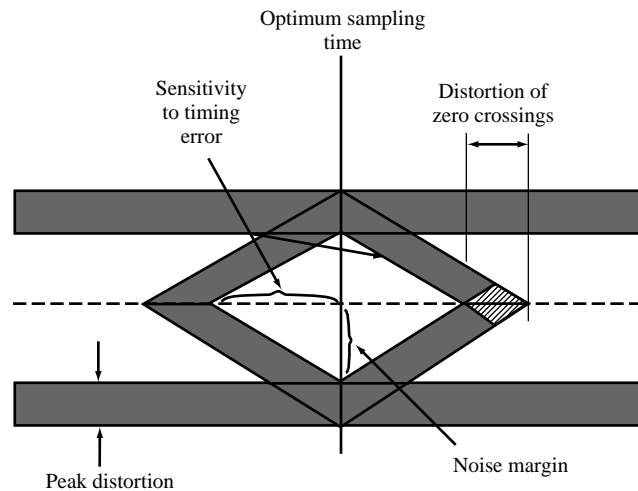 Optimum sampling
time
Sensitivity
to timing
error
Distortion of
zero crossings
Noise margin
Peak distortion